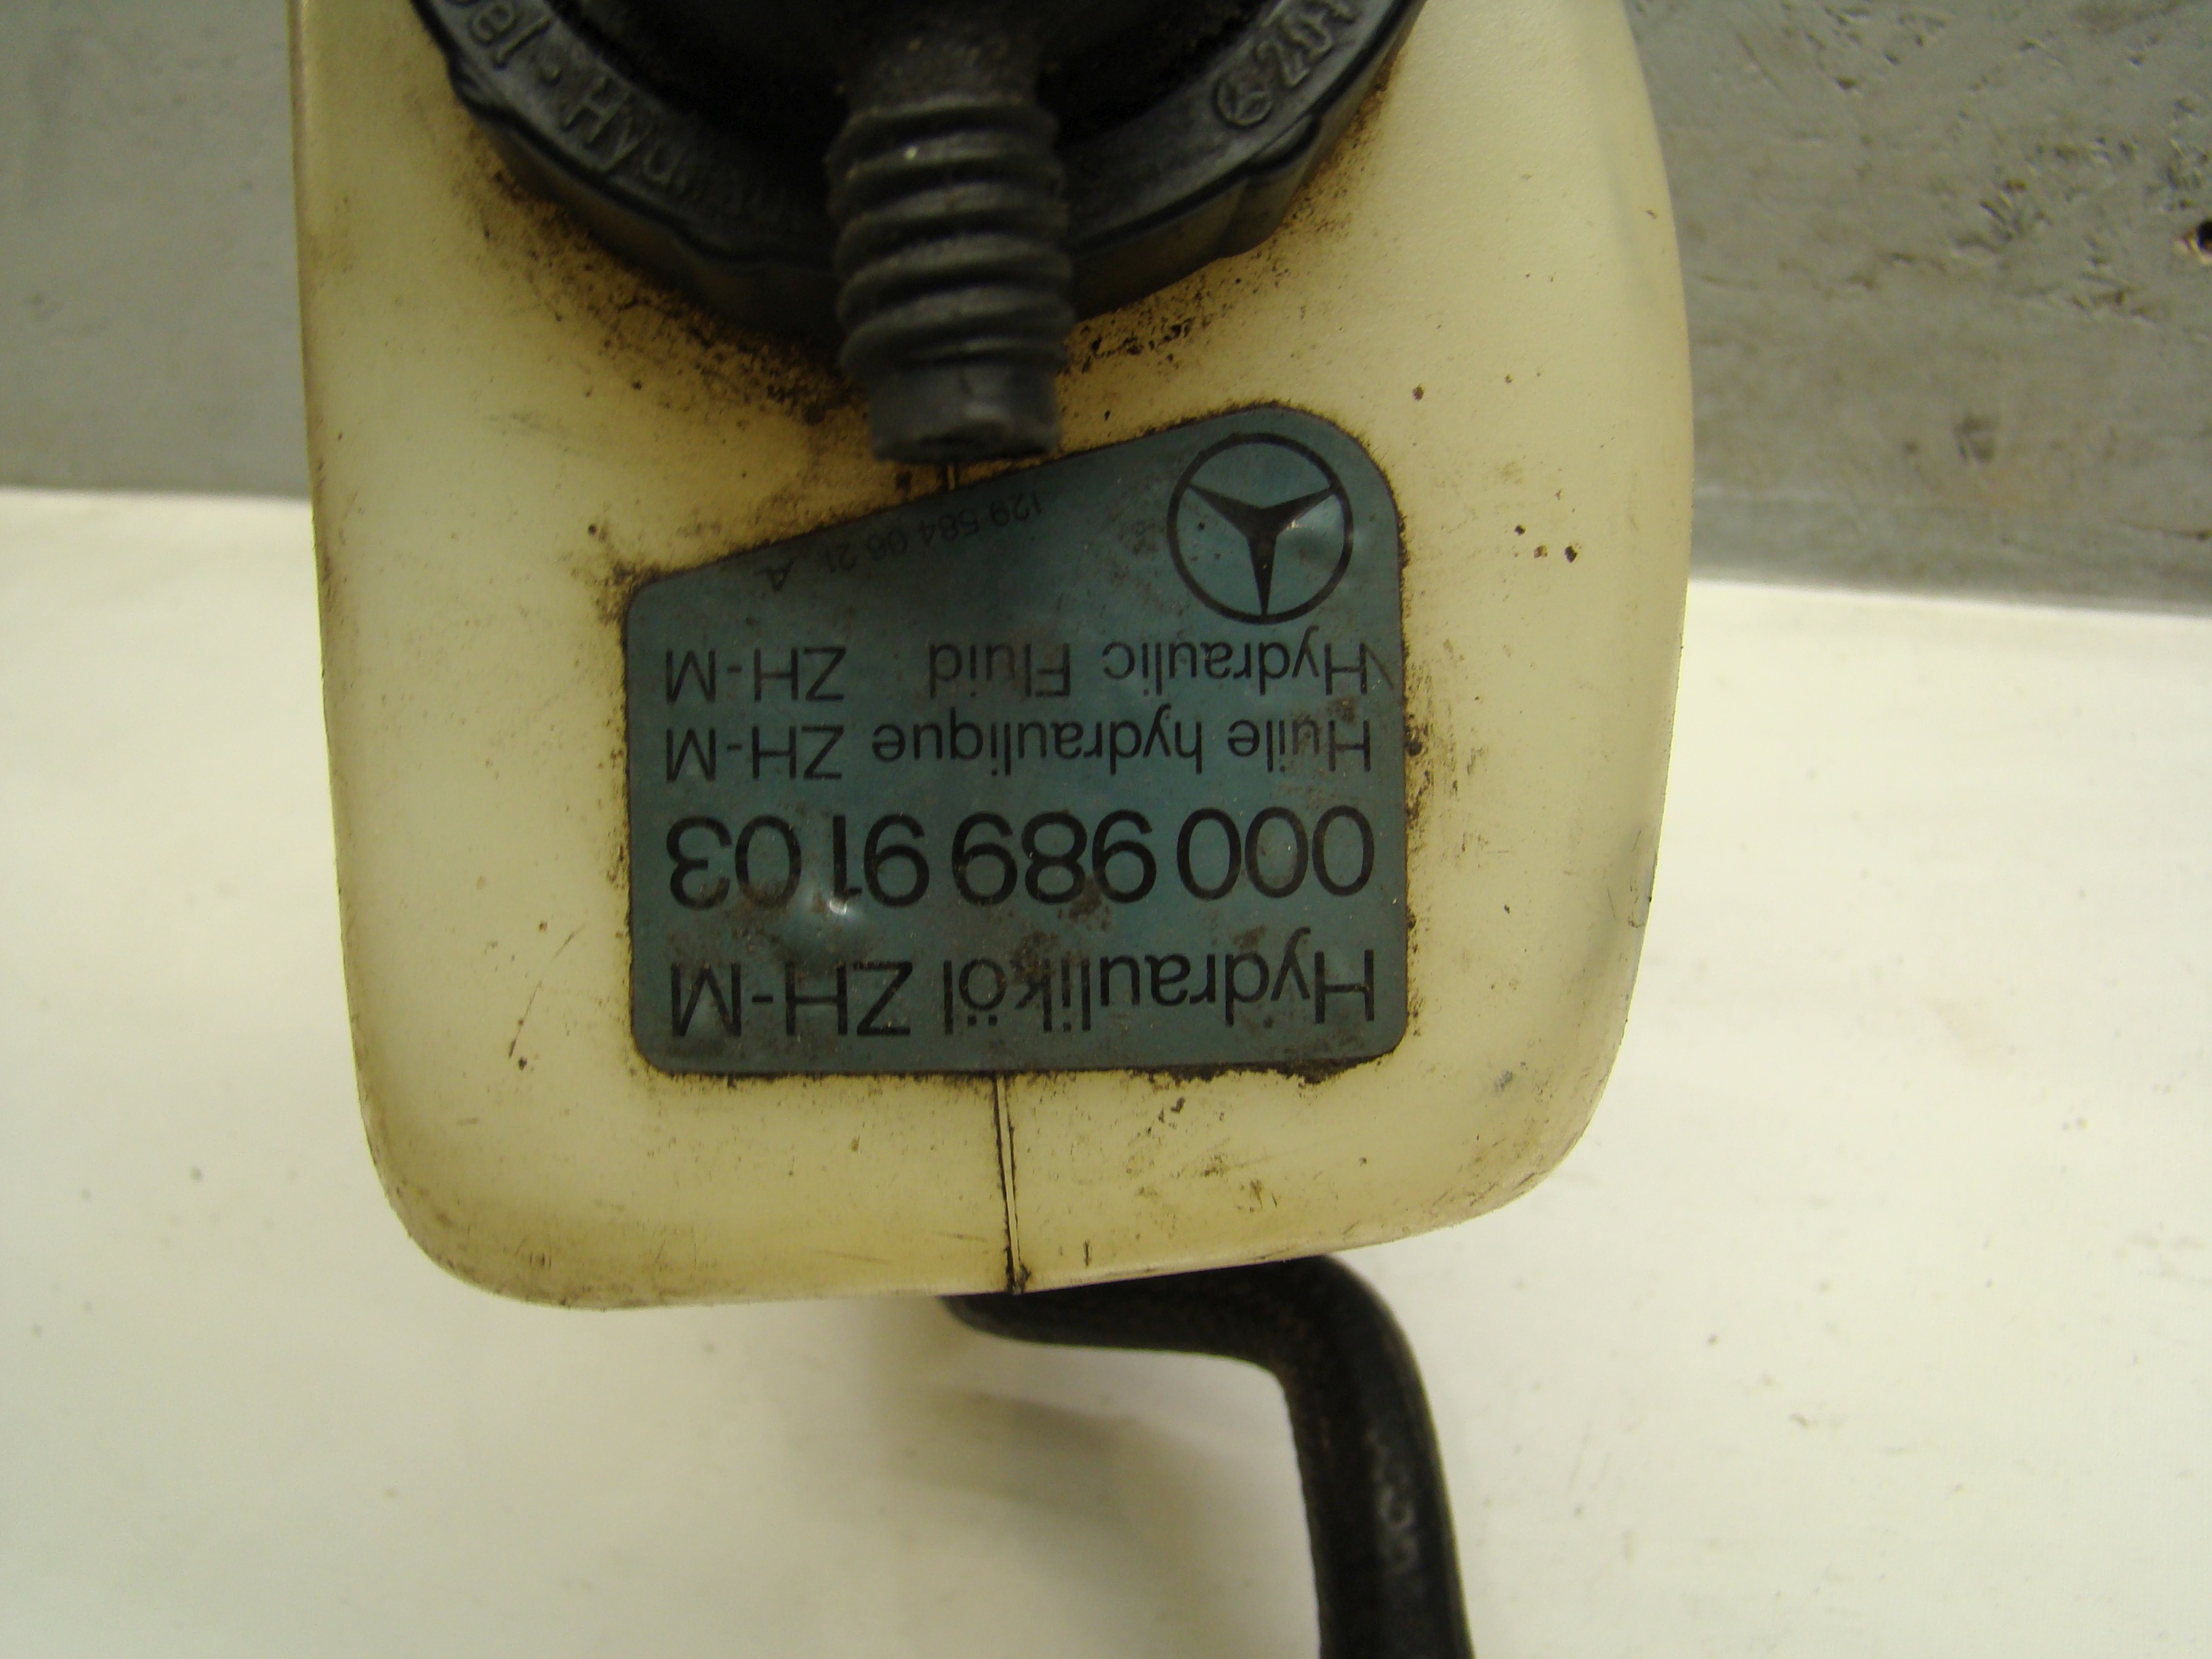 Hydrauliköl ZH-M
000 989 91 03
Huile hydraulique ZH-M
Hydraulic Fluid ZH-M
129 584 06 21 A